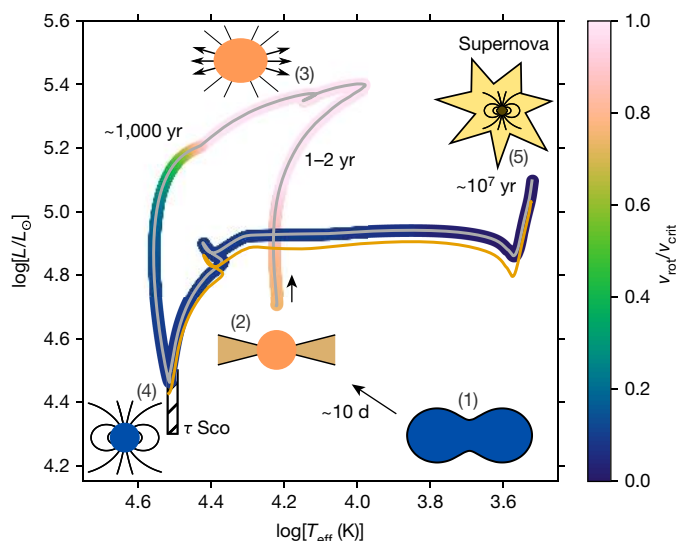 5.6
5.4
5.2
5.0
4.8
4.6
4.4
4.2
log[L/L☉]
4.6
4.4
4.2
4.0
3.8
3.6
log[T_eff (K)]
(3)
~1,000 yr
1–2 yr
Supernova
(5)
~10⁷ yr
(2)
(4)
τ Sco
~10 d
(1)
1.0
0.8
0.6
0.4
0.2
0.0
v_rot/v_crit